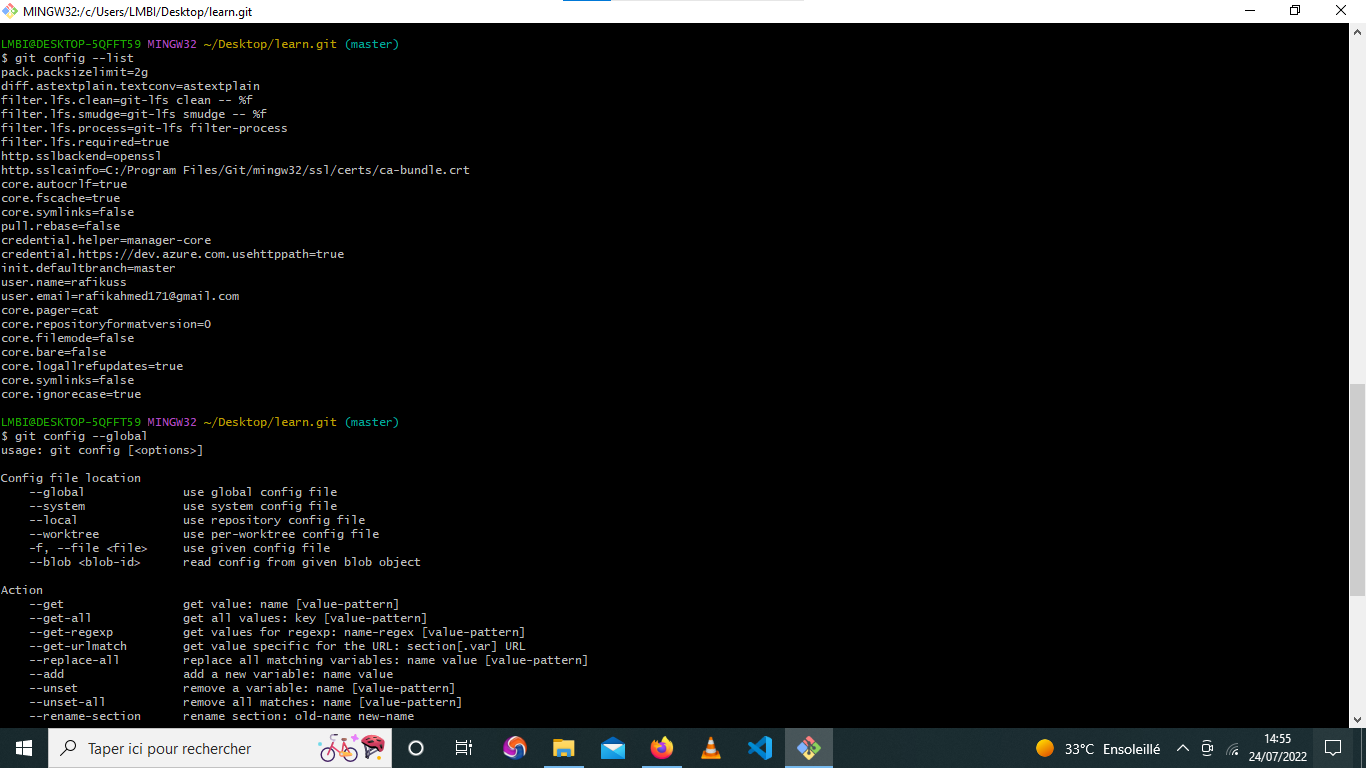 MINGW32:/c/Users/LMBI/Desktop/learn.git
LMBI@DESKTOP-5QFFT59 MINGW32 ~/Desktop/learn.git (master)
$ git config --list
pack.packsizelimit=2g
diff.astextplain.textconv=astextplain
filter.lfs.clean=git-lfs clean -- %f
filter.lfs.smudge=git-lfs smudge -- %f
filter.lfs.process=git-lfs filter-process
filter.lfs.required=true
http.sslbackend=openssl
http.sslcainfo=C:/Program Files/Git/mingw32/ssl/certs/ca-bundle.crt
core.autocrlf=true
core.fscache=true
core.symlinks=false
pull.rebase=false
credential.helper=manager-core
credential.https://dev.azure.com.usehttppath=true
init.defaultbranch=master
user.name=rafikuss
user.email=rafikahmed171@gmail.com
core.pager=cat
core.repositoryformatversion=0
core.filemode=false
core.bare=false
core.logallrefupdates=true
core.symlinks=false
core.ignorecase=true
LMBI@DESKTOP-5QFFT59 MINGW32 ~/Desktop/learn.git (master)
$ git config --global
usage: git config [<options>]
Config file location
    --global              use global config file
    --system              use system config file
    --local               use repository config file
    --worktree            use per-worktree config file
    -f, --file <file>     use given config file
    --blob <blob-id>      read config from given blob object
Action
    --get                 get value: name [value-pattern]
    --get-all             get all values: key [value-pattern]
    --get-regexp          get values for regexp: name-regex [value-pattern]
    --get-urlmatch        get value specific for the URL: section[.var] URL
    --replace-all         replace all matching variables: name value [value-pattern]
    --add                 add a new variable: name value
    --unset               remove a variable: name [value-pattern]
    --unset-all           remove all matches: name [value-pattern]
    --rename-section      rename section: old-name new-name
Taper ici pour rechercher
33°C Ensoleillé
14:55
24/07/2022